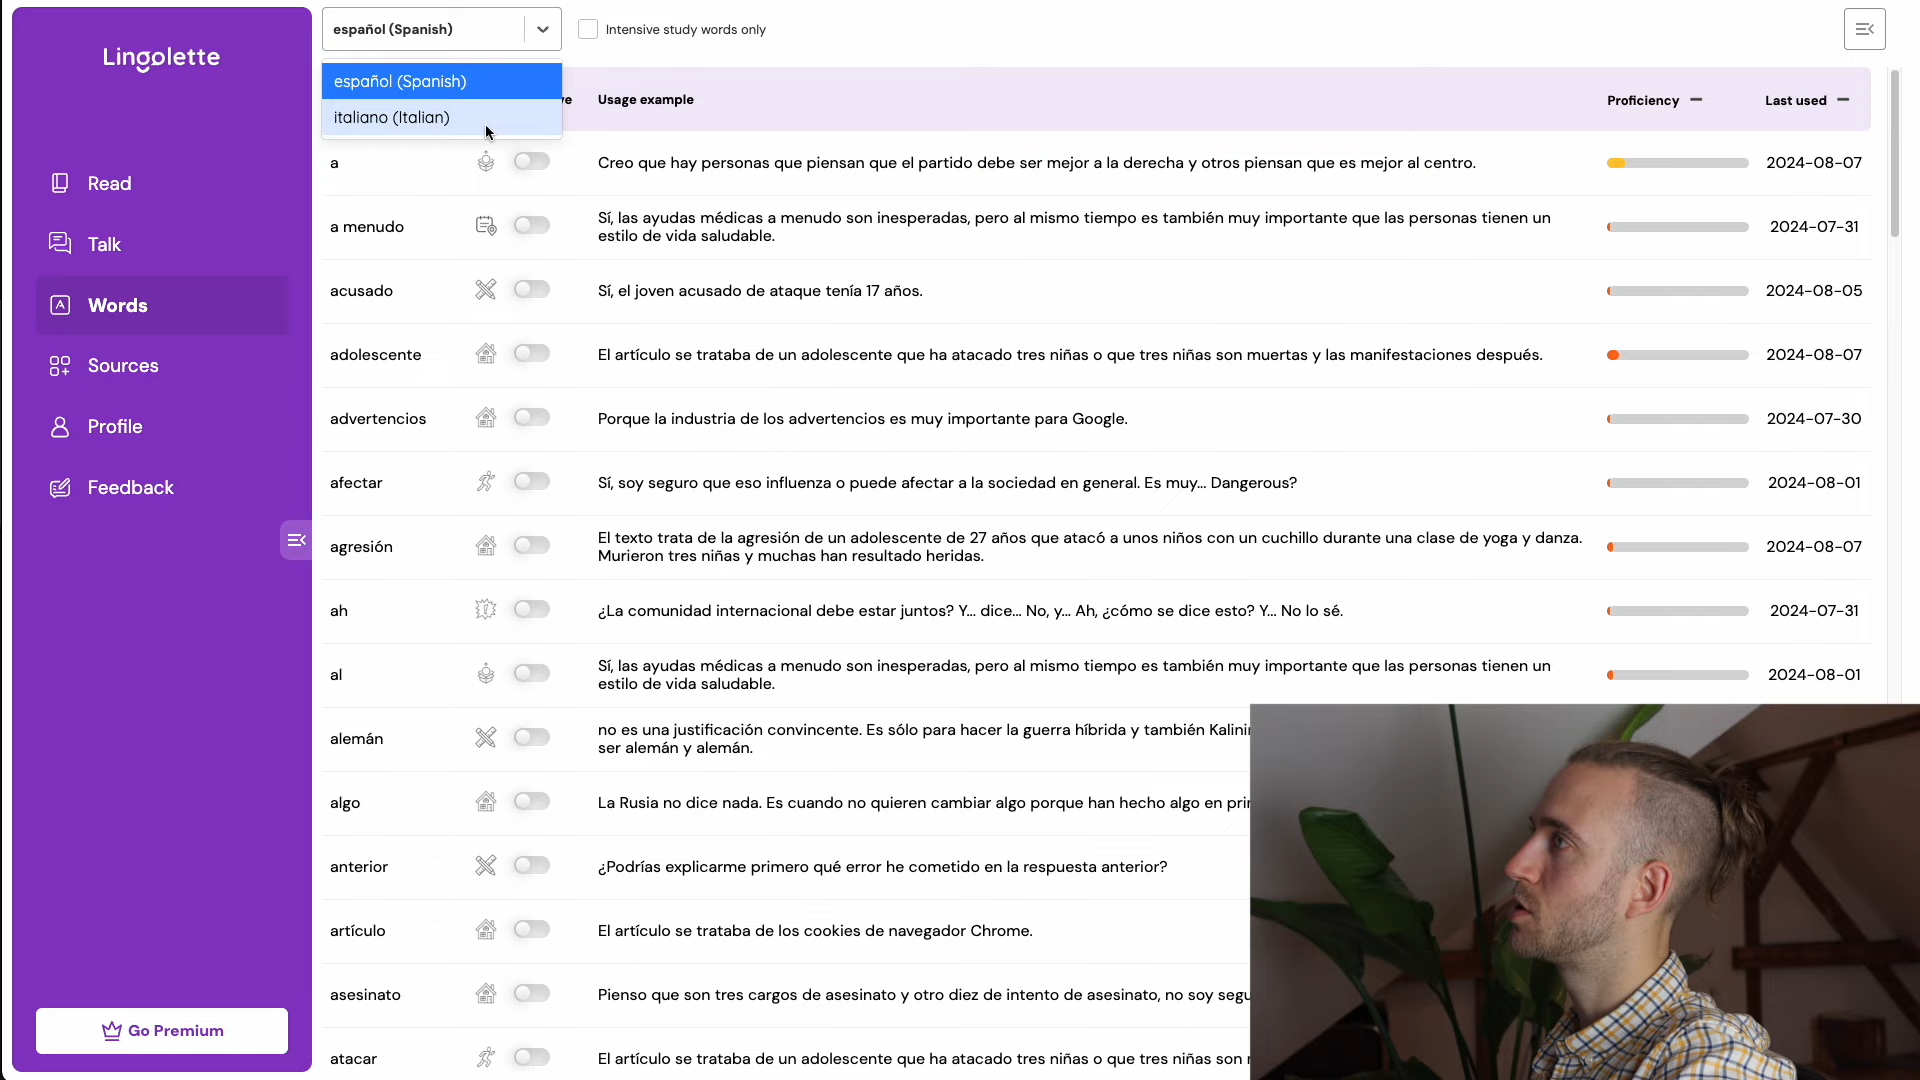 Lingolette
Read
Talk
Words
Sources
Profile
Feedback
Go Premium
español (Spanish)
Intensive study words only
español (Spanish)
italiano (Italian)
Usage example
Proficiency
Last used
a
Creo que hay personas que piensan que el partido debe ser mejor a la derecha y otros piensan que es mejor al centro.
2024-08-07
a menudo
Sí, las ayudas médicas a menudo son inesperadas, pero al mismo tiempo es también muy importante que las personas tienen un
estilo de vida saludable.
2024-07-31
acusado
Sí, el joven acusado de ataque tenía 17 años.
2024-08-05
adolescente
El artículo se trataba de un adolescente que ha atacado tres niñas o que tres niñas son muertas y las manifestaciones después.
2024-08-07
advertencios
Porque la industria de los advertencios es muy importante para Google.
2024-07-30
afectar
Sí, soy seguro que eso influenza o puede afectar a la sociedad en general. Es muy... Dangerous?
2024-08-01
agresión
El texto trata de la agresión de un adolescente de 27 años que atacó a unos niños con un cuchillo durante una clase de yoga y danza.
Murieron tres niñas y muchas han resultado heridas.
2024-08-07
ah
¿La comunidad internacional debe estar juntos? Y... dice... No, y... Ah, ¿cómo se dice esto? Y... No lo sé.
2024-07-31
al
Sí, las ayudas médicas a menudo son inesperadas, pero al mismo tiempo es también muy importante que las personas tienen un
estilo de vida saludable.
2024-08-01
alemán
no es una justificación convincente. Es sólo para hacer la guerra híbrida y también
ser alemán y alemán.
algo
La Rusia no dice nada. Es cuando no quieren cambiar algo porque han hecho algo en
anterior
¿Podrías explicarme primero qué error he cometido en la respuesta anterior?
artículo
El artículo se trataba de los cookies de navegador Chrome.
asesinato
Pienso que son tres cargos de asesinato y otro diez de intento de asesinato, no soy
atacar
El artículo se trataba de un adolescente que ha atacado tres niñas o que tres niñas son